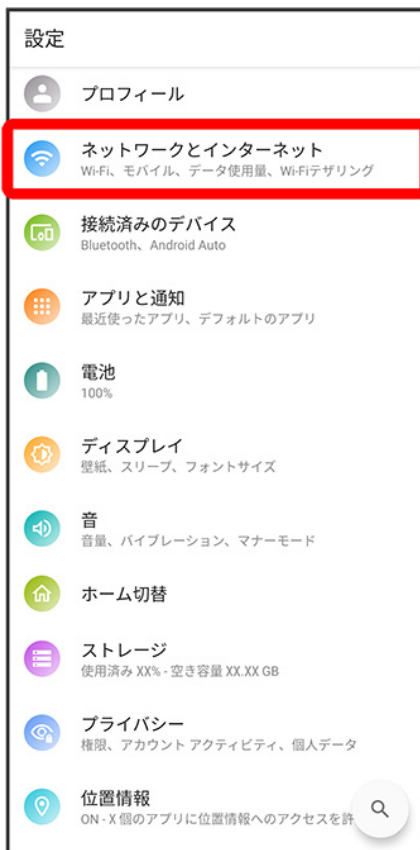 設定
プロフィール
ネットワークとインターネット
Wi-Fi、モバイル、データ使用量、Wi-Fiテザリング
接続済みのデバイス
Bluetooth、Android Auto
アプリと通知
最近使ったアプリ、デフォルトのアプリ
電池
100%
ディスプレイ
壁紙、スリープ、フォントサイズ
音
音量、バイブレーション、マナーモード
ホーム切替
ストレージ
使用済み XX% - 空き容量 XX.XX GB
プライバシー
権限、アカウント アクティビティ、個人データ
位置情報
ON - X 個のアプリに位置情報へのアクセスを許